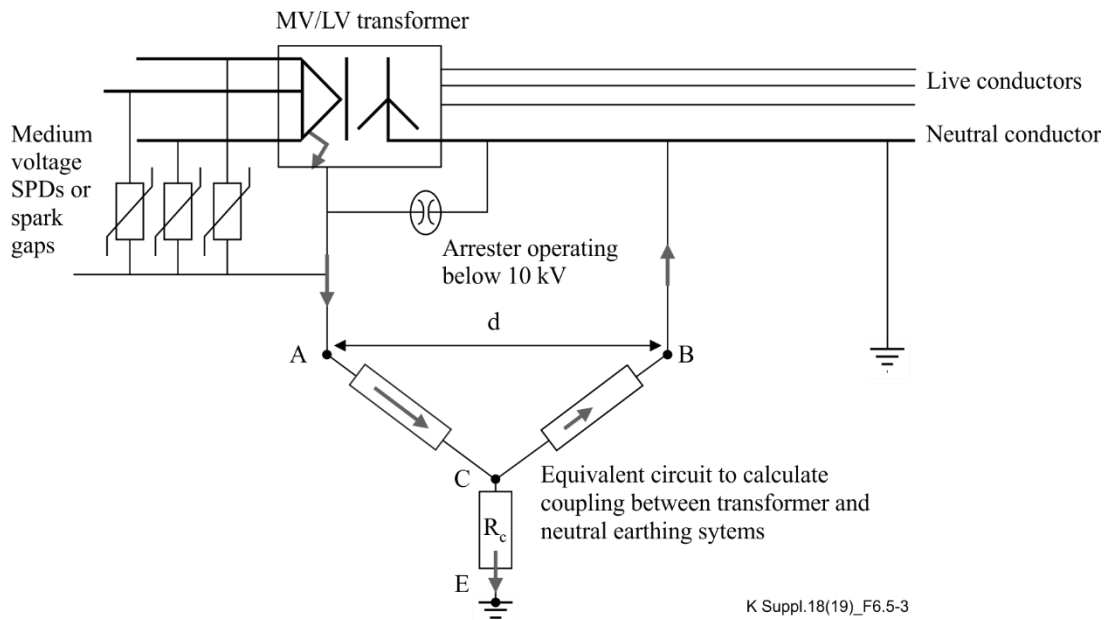 MV/LV transformer
Live conductors
Neutral conductor
Medium
voltage
SPDs or
spark
gaps
Arrester operating
below 10 kV
d
A
B
C
Equivalent circuit to calculate
coupling between transformer and
neutral earthing sytems
Rc
E
K Suppl.18(19)_F6.5-3